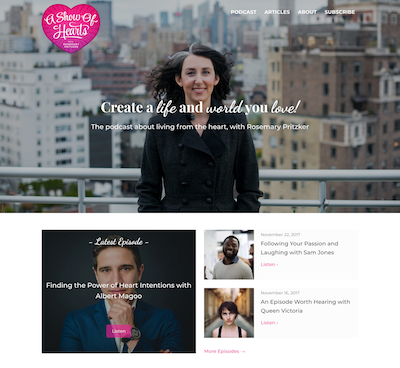 A Show Of
Hearts
PODCAST ARTICLES ABOUT SUBSCRIBE
Create a life and world you love!
The podcast about living from the heart, with Rosemary Pritzker
~ Latest Episode ~
Finding the Power of Heart Intentions with
Albert Magoo
Listen ›
November 22, 2017
Following Your Passion and
Laughing with Sam Jones
Listen ›
November 16, 2017
An Episode Worth Hearing with
Queen Victoria
Listen ›
More Episodes →